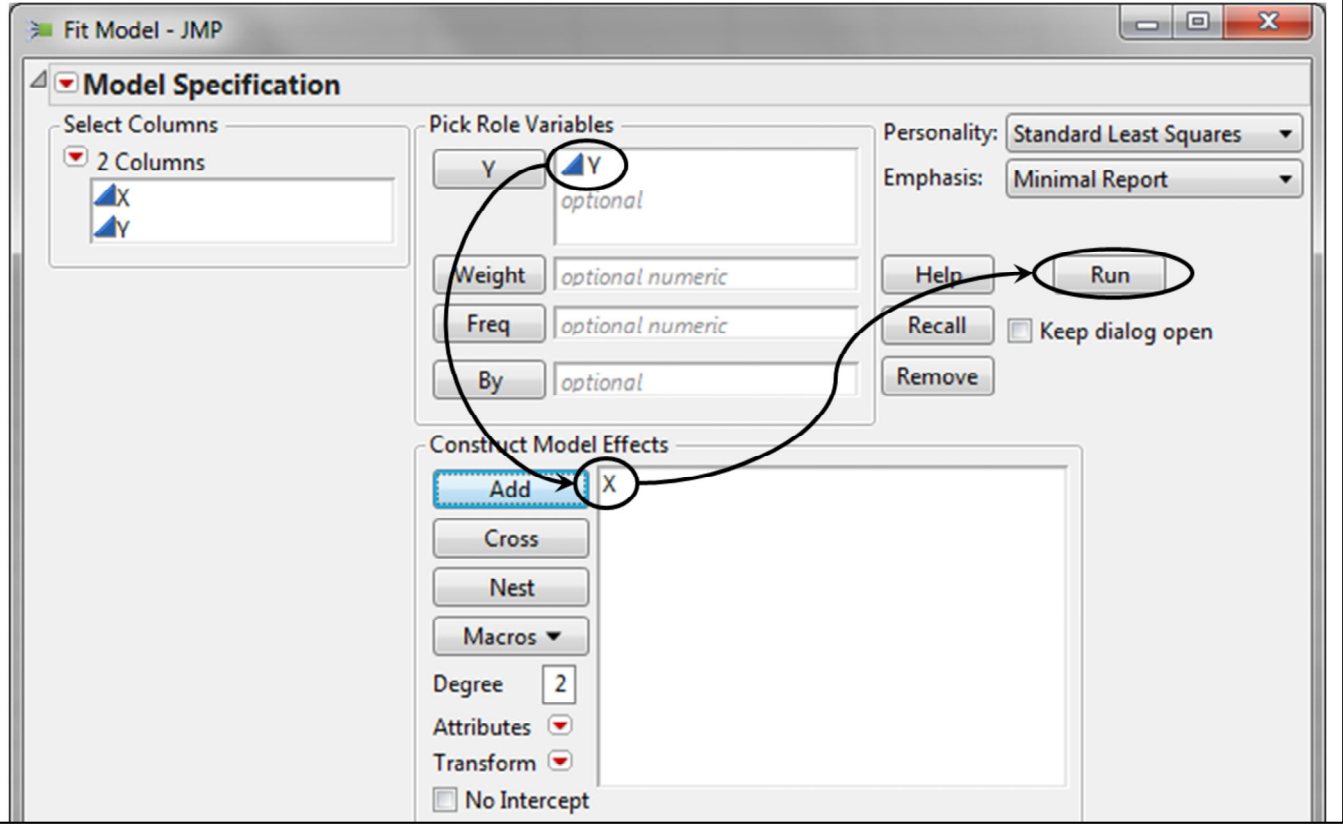 Fit Model - JMP
Model Specification
Select Columns
2 Columns
X
Y
Pick Role Variables
Y
Y
optional
Weight
optional numeric
Freq
optional numeric
By
optional
Personality:
Standard Least Squares
Emphasis:
Minimal Report
Help
Run
Recall
Keep dialog open
Remove
Construct Model Effects
Add
X
Cross
Nest
Macros
Degree 2
Attributes
Transform
No Intercept